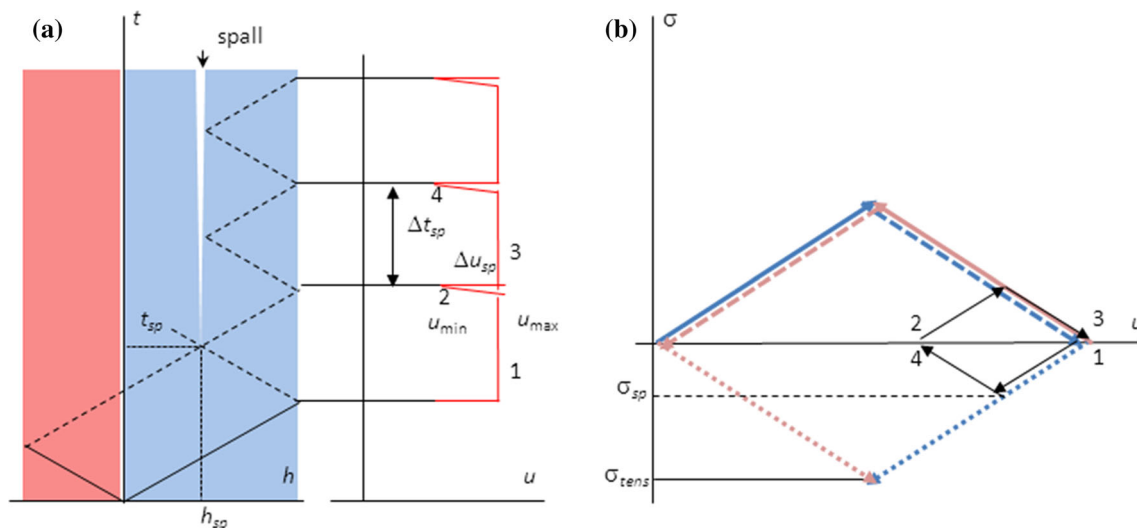 (a)
t
spall
4
Δt_sp
Δu_sp
3
2
t_sp
u_min
u_max
1
h
u
h_sp
(b)
σ
2
3
u
4
1
σ_sp
σ_tens